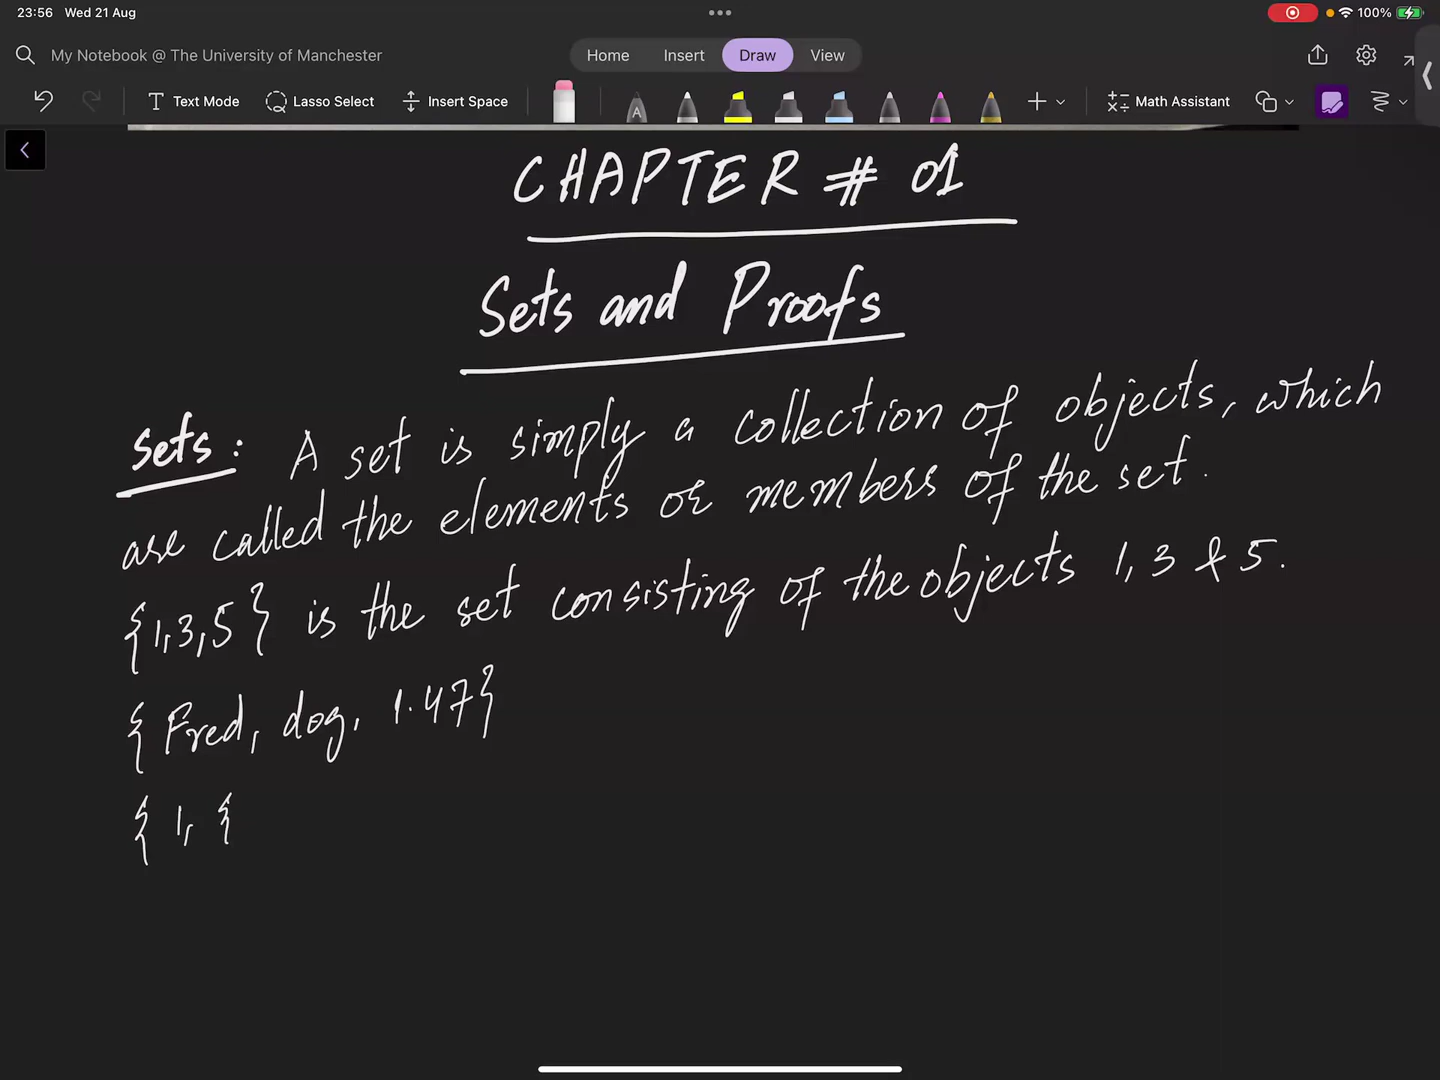 23:56 Wed 21 Aug
100%
My Notebook @ The University of Manchester
Home Insert Draw View
Text Mode Lasso Select Insert Space A Math Assistant
CHAPTER # 01
Sets and Proofs
Sets: A set is simply a collection of objects, which
are called the elements or members of the set.
{1,3,5} is the set consisting of the objects 1, 3 & 5.
{Fred, dog, 1.47}
{ 1, {